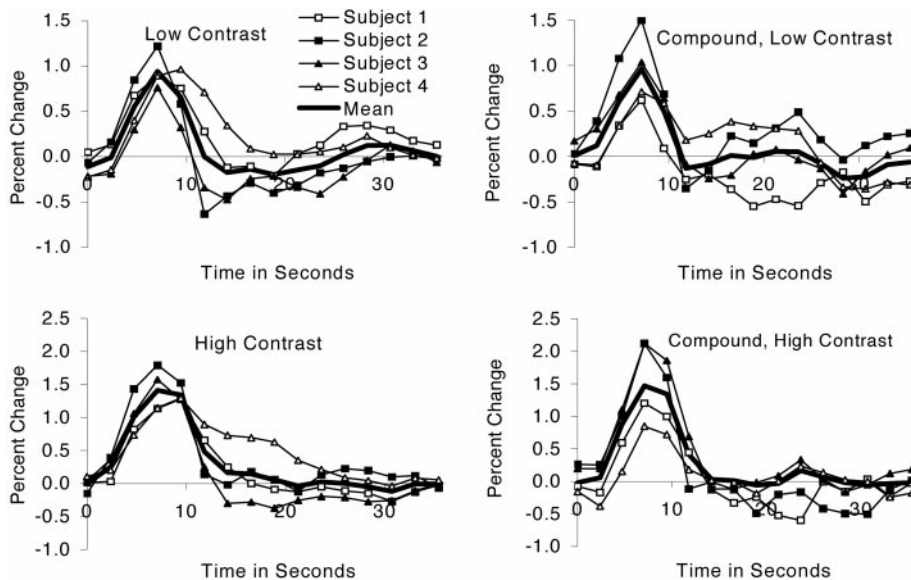 Low Contrast
Subject 1
Subject 2
Subject 3
Subject 4
Mean
Percent Change
1.5
1.0
0.5
0.0
-0.5
-1.0
0
10
20
30
Time in Seconds
Compound, Low Contrast
Percent Change
1.5
1.0
0.5
0.0
-0.5
-1.0
0
10
20
30
Time in Seconds
High Contrast
Percent Change
2.5
2.0
1.5
1.0
0.5
0.0
-0.5
-1.0
0
10
20
30
Time in Seconds
Compound, High Contrast
Percent Change
2.5
2.0
1.5
1.0
0.5
0.0
-0.5
-1.0
0
10
20
30
Time in Seconds